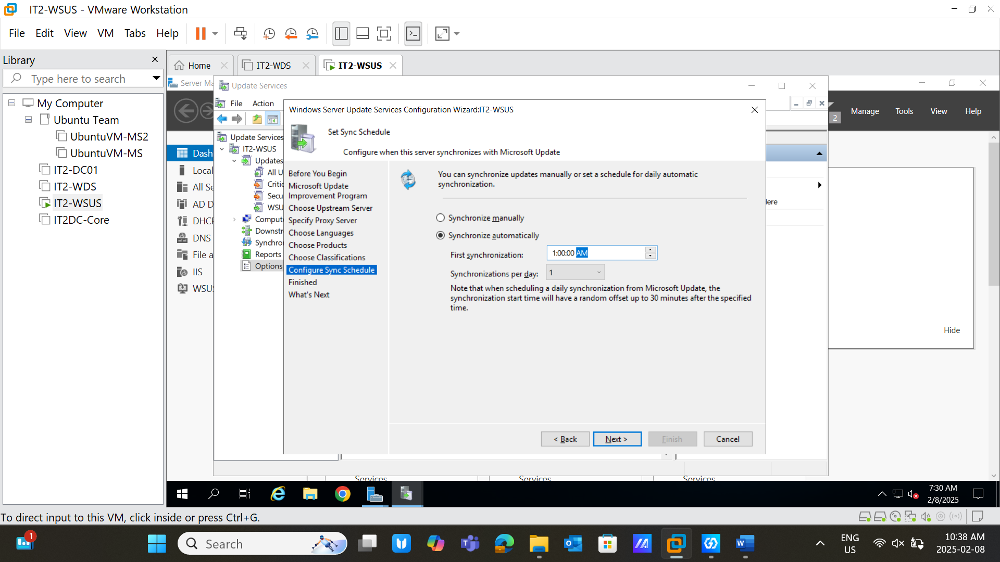 IT2-WSUS - VMware Workstation
File Edit View VM Tabs Help
Library
Type here to search
My Computer
Ubuntu Team
UbuntuVM-MS2
UbuntuVM-MS
IT2-DC01
IT2-WDS
IT2-WSUS
IT2DC-Core
Home
IT2-WDS
IT2-WSUS
Server Ma
Update Services
File Action
2
Manage Tools View Help
Dash
Local
All Se
AD D
DHCP
DNS
File a
IIS
WSUS
Update Services
IT2-WSUS
Updates
All U
Critic
Secu
WSU
Compute
Downstr
Synchror
Reports
Options
Windows Server Update Services Configuration Wizard:IT2-WSUS
Set Sync Schedule
Configure when this server synchronizes with Microsoft Update
Before You Begin
Microsoft Update
Improvement Program
Choose Upstream Server
Specify Proxy Server
Choose Languages
Choose Products
Choose Classifications
Configure Sync Schedule
Finished
What's Next
You can synchronize updates manually or set a schedule for daily automatic
synchronization.
Synchronize manually
Synchronize automatically
First synchronization: 1:00:00 AM
Synchronizations per day: 1
Note that when scheduling a daily synchronization from Microsoft Update, the
synchronization start time will have a random offset up to 30 minutes after the specified
time.
< Back Next > Finish Cancel
ere
Hide
Services Services Services
7:30 AM
2/8/2025
To direct input to this VM, click inside or press Ctrl+G.
1
Search
ENG
US
10:38 AM
2025-02-08